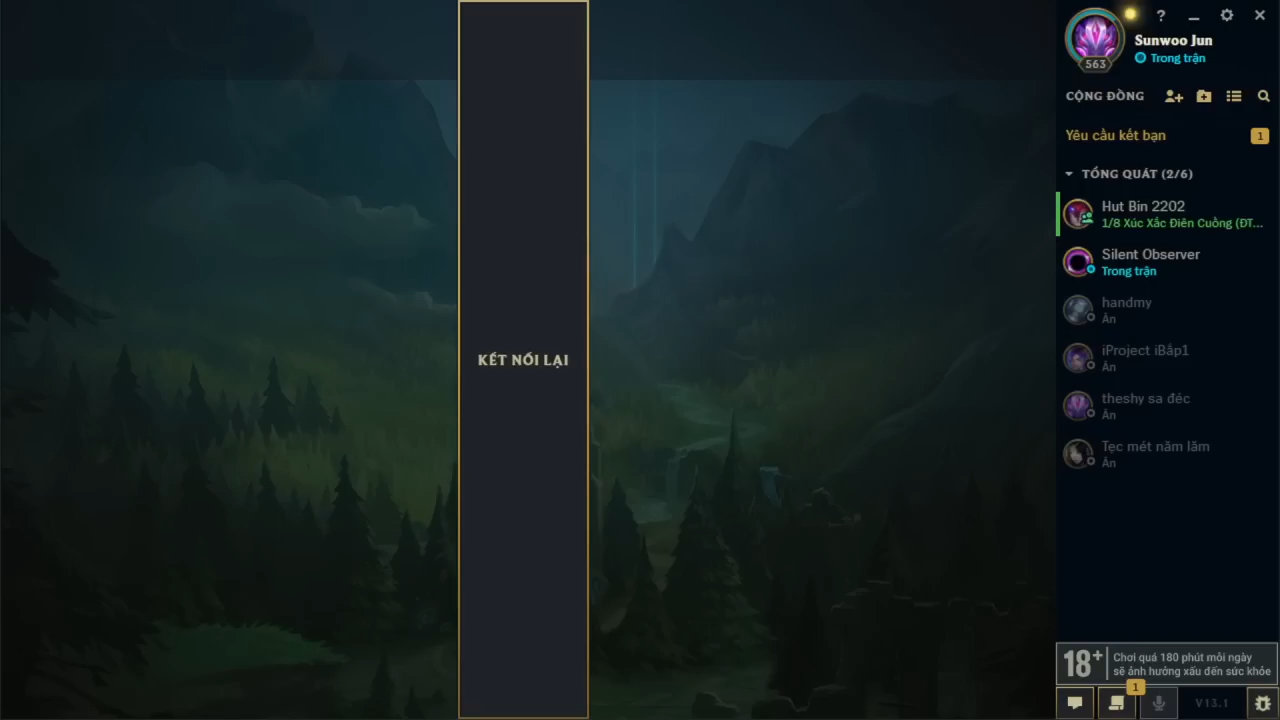 ?
Sunwoo Jun
563
Trong trận
CỘNG ĐỒNG
Yêu cầu kết bạn
1
TỔNG QUÁT (2/6)
Hut Bin 2202
1/8 Xúc Xắc Điên Cuồng (ĐT...
Silent Observer
Trong trận
handmy
Ẩn
iProject iBắp1
Ẩn
theshy sa đéc
Ẩn
Tẹc mét năm lăm
Ẩn
KẾT NỐI LẠI
18+
Chơi quá 180 phút mỗi ngày
sẽ ảnh hưởng xấu đến sức khỏe
1
V13.1